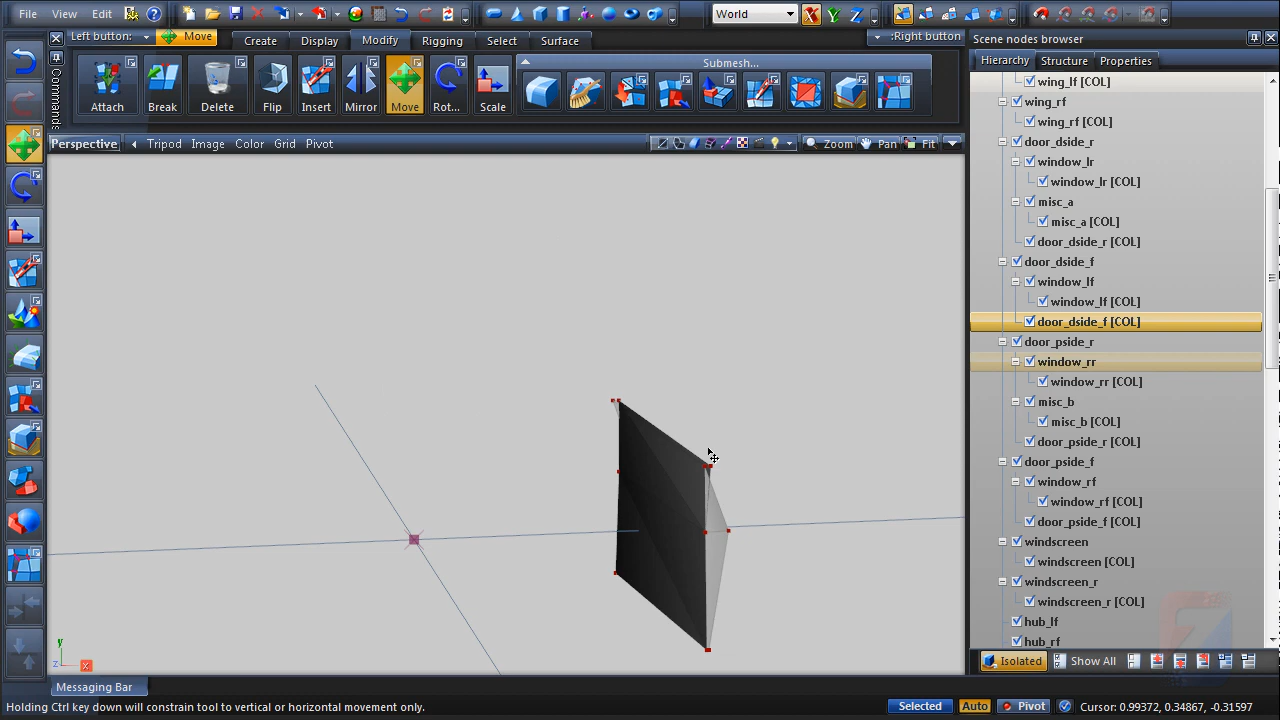 File View Edit World
Scene nodes browser
Left button: Move Create Display Modify Rigging Select Surface :Right button
Hierarchy Structure Properties
Submesh...
Commands
Attach Break Delete Flip Insert Mirror Move Rot... Scale
Perspective Tripod Image Color Grid Pivot Zoom Pan Fit
wing_lf [COL]
wing_rf
wing_rf [COL]
door_dside_r
window_lr
window_lr [COL]
misc_a
misc_a [COL]
door_dside_r [COL]
door_dside_f
window_lf
window_lf [COL]
door_dside_f [COL]
door_pside_r
window_rr
window_rr [COL]
misc_b
misc_b [COL]
door_pside_r [COL]
door_pside_f
window_rf
window_rf [COL]
door_pside_f [COL]
windscreen
windscreen [COL]
windscreen_r
windscreen_r [COL]
hub_lf
hub_rf
y
z x
Isolated Show All
Messaging Bar
Holding Ctrl key down will constrain tool to vertical or horizontal movement only. Selected Auto Pivot Cursor: 0.99372, 0.34867, -0.31597